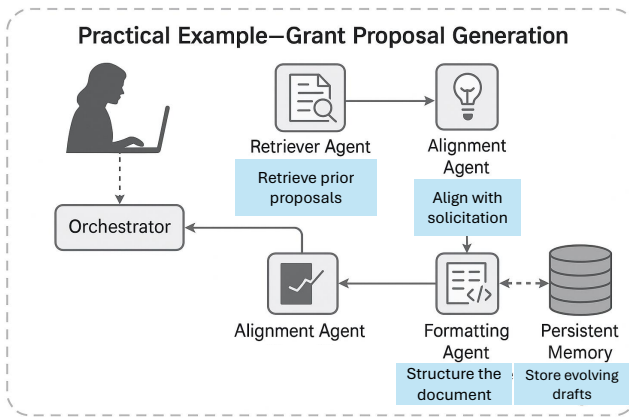 Practical Example—Grant Proposal Generation
Retriever Agent
Retrieve prior
proposals
Alignment
Agent
Align with
solicitation
Orchestrator
Alignment Agent
Formatting
Agent
Structure the
document
Persistent
Memory
Store evolving
drafts